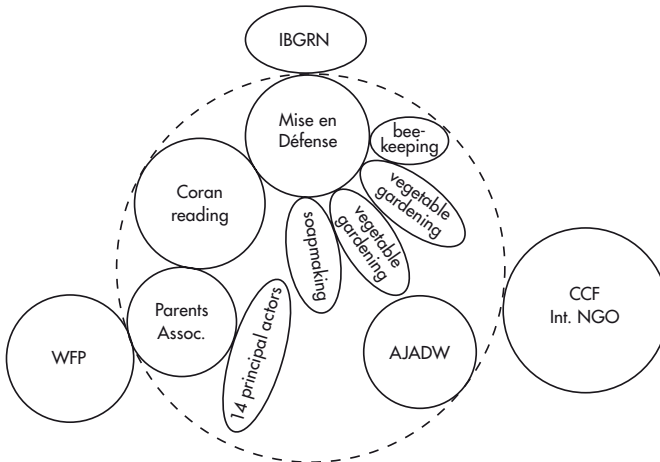 IBGRN
Mise en
Défense
bee-
keeping
vegetable
gardening
vegetable
gardening
soapmaking
Coran
reading
Parents
Assoc.
14 principal actors
WFP
AJADW
CCF
Int. NGO